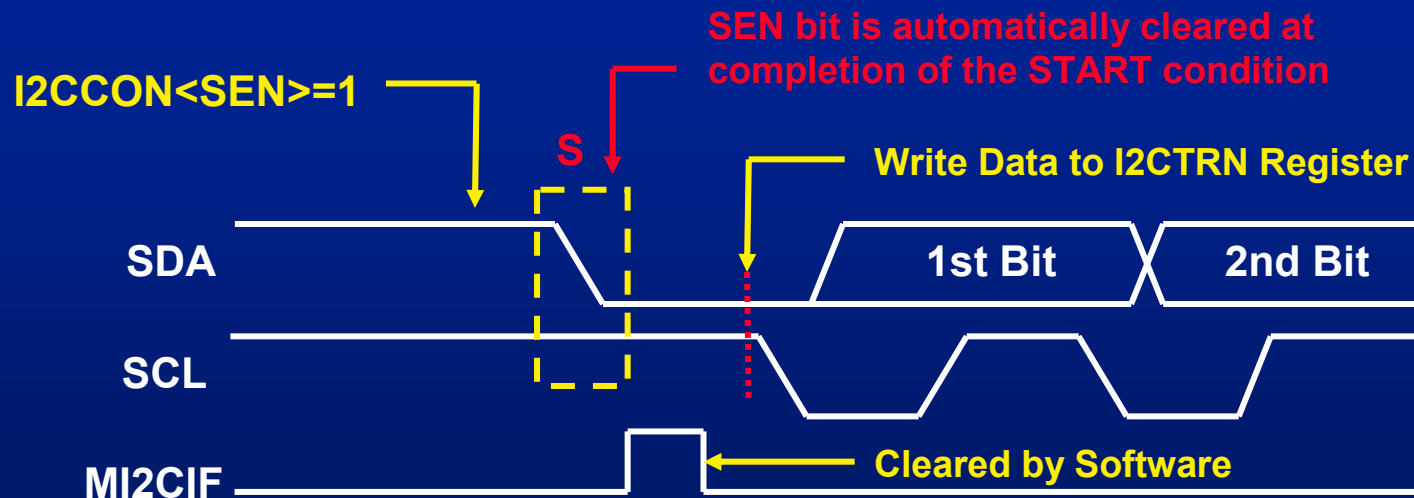 SEN bit is automatically cleared at
completion of the START condition
I2CCON<SEN>=1
S
Write Data to I2CTRN Register
SDA
1st Bit
2nd Bit
SCL
Cleared by Software
MI2CIF